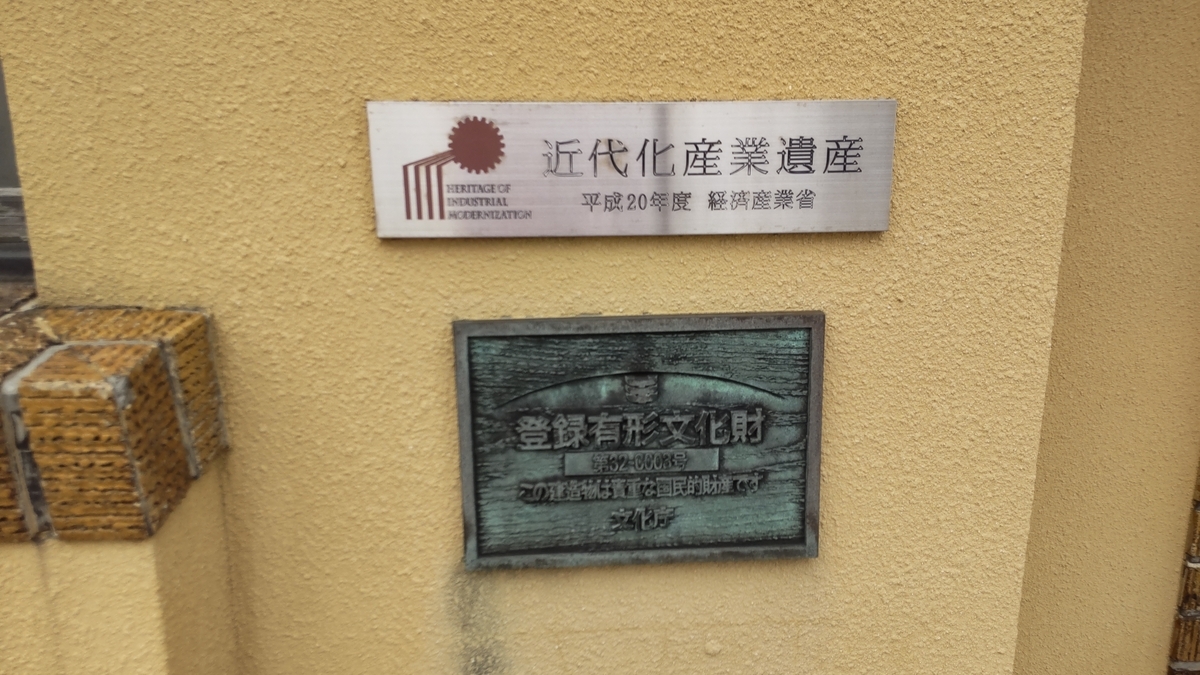 HERITAGE OF
INDUSTRIAL
MODERNIZATION
近代化産業遺産
平成20年度 経済産業省
登録有形文化財
第32-0003号
この建造物は貴重な国民的財産です
文化庁